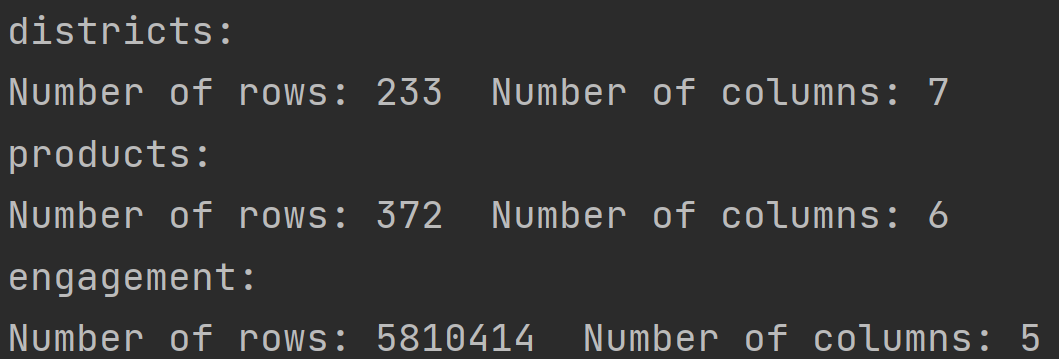 districts:
Number of rows: 233  Number of columns: 7
products:
Number of rows: 372  Number of columns: 6
engagement:
Number of rows: 5810414  Number of columns: 5